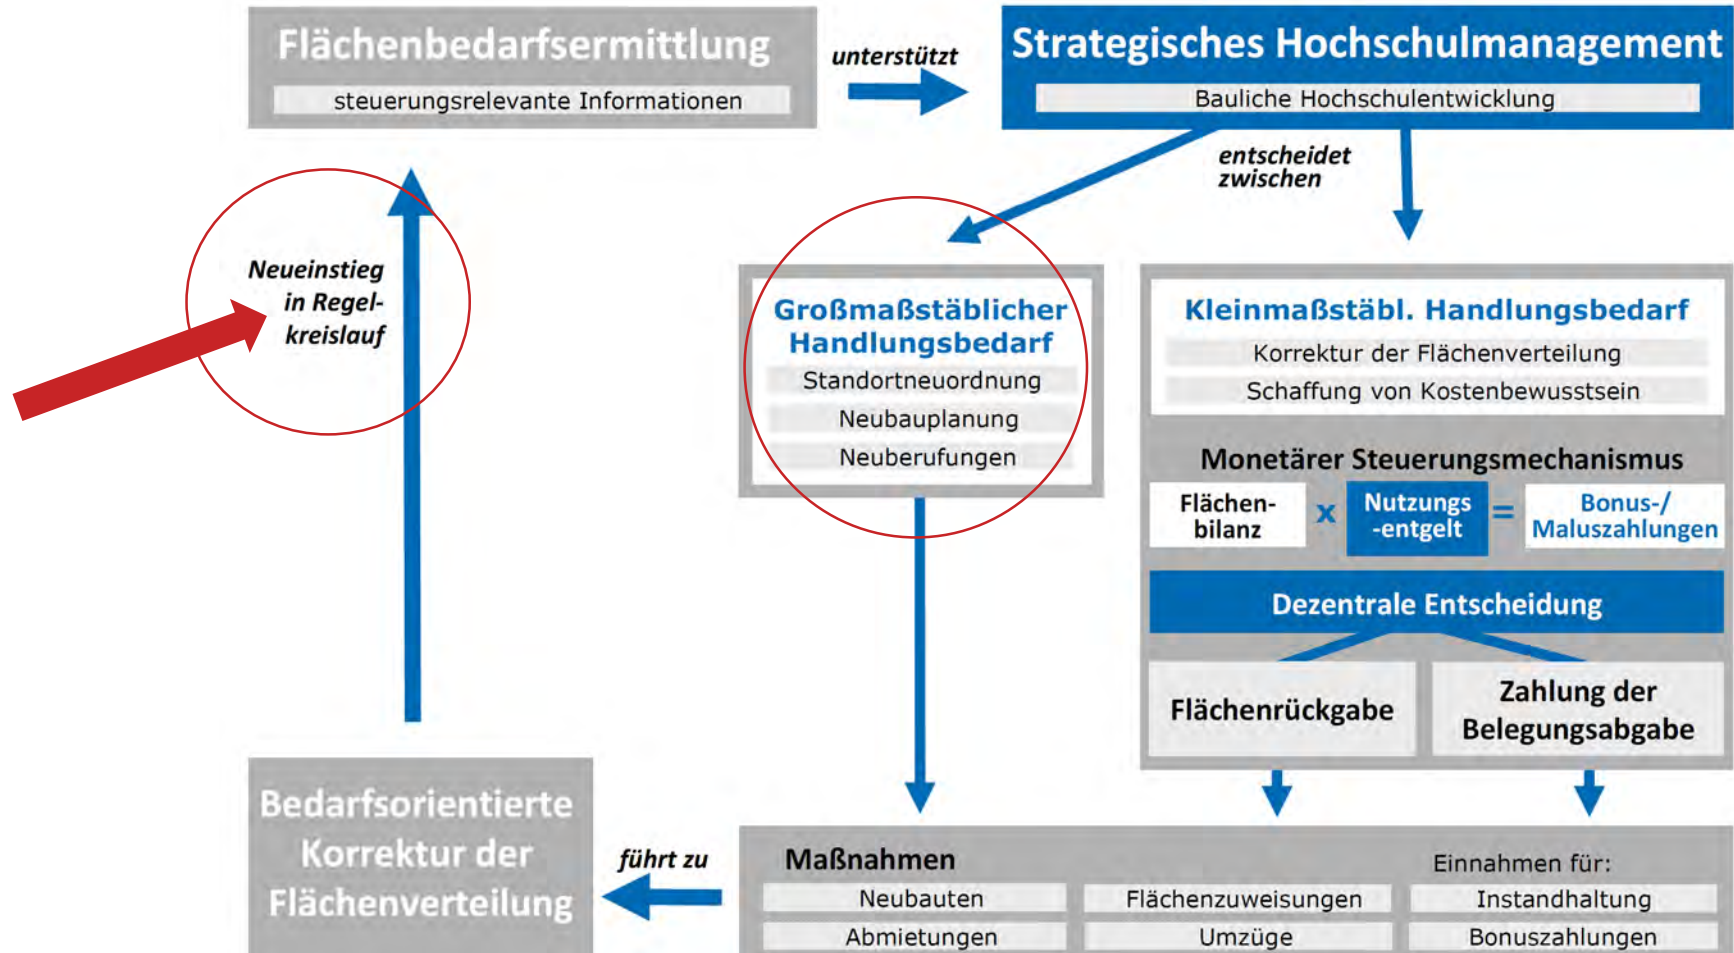 Flächenbedarfsermittlung
steuerungsrelevante Informationen
unterstützt
Strategisches Hochschulmanagement
Bauliche Hochschulentwicklung
entscheidet
zwischen
Neueinstieg
in Regel-
kreislauf
Großmaßstäblicher
Handlungsbedarf
Standortneuordnung
Neubauplanung
Neuberufungen
Kleinmaßstäbl. Handlungsbedarf
Korrektur der Flächenverteilung
Schaffung von Kostenbewusstsein
Monetärer Steuerungsmechanismus
Flächen-
bilanz
x
Nutzungs
-entgelt
=
Bonus-/
Maluszahlungen
Dezentrale Entscheidung
Flächenrückgabe
Zahlung der
Belegungsabgabe
Bedarfsorientierte
Korrektur der
Flächenverteilung
führt zu
Maßnahmen
Neubauten
Abmietungen
Flächenzuweisungen
Umzüge
Einnahmen für:
Instandhaltung
Bonuszahlungen